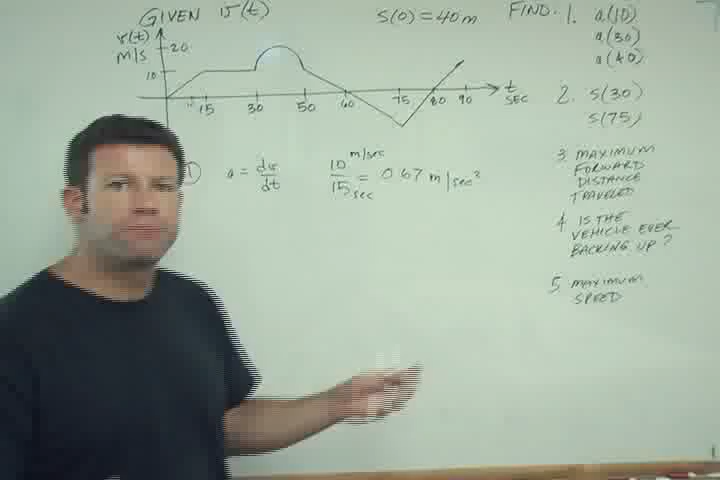 GIVEN v(t)
S(0) = 40 m
FIND: 1. a(10)
a(30)
a(40)
v(t)
m/s
20
10
15 30 50 60 75 80 90
t
SEC
2. S(30)
S(75)
1 a = dv/dt 10 m/sec / 15 sec = 0.67 m/sec²
3. MAXIMUM
FORWARD
DISTANCE
TRAVELED
4. IS THE
VEHICLE EVER
BACKING UP?
5. MAXIMUM
SPEED